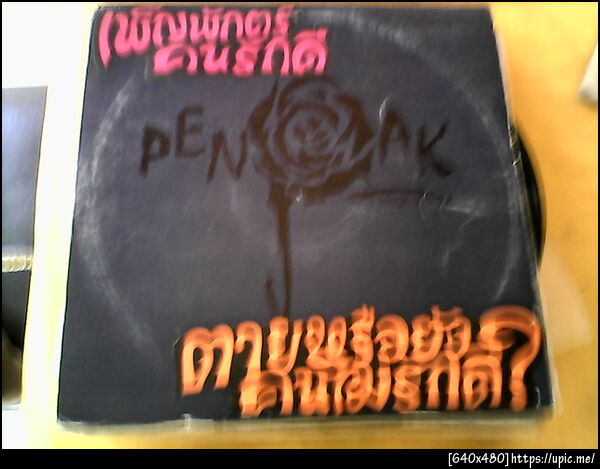 เพ็ญพักตร์
คนรักดี
PEN AK
ตายหรือยัง
คนไม่รักดี?
[640x480]https://upic.me/